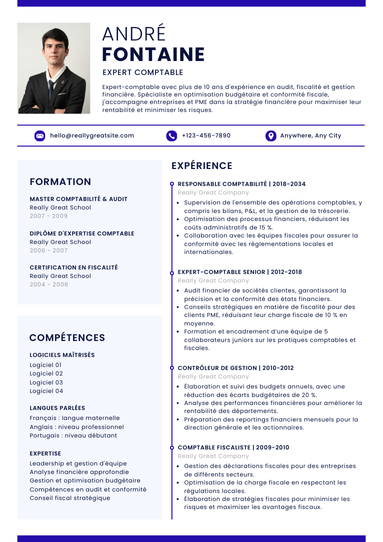 ANDRÉ
FONTAINE
EXPERT COMPTABLE
Expert-comptable avec plus de 10 ans d'expérience en audit, fiscalité et gestion
financière. Spécialiste en optimisation budgétaire et conformité fiscale,
j'accompagne entreprises et PME dans la stratégie financière pour maximiser leur
rentabilité et minimiser les risques.
hello@reallygreatsite.com
+123-456-7890
Anywhere, Any City
FORMATION
MASTER COMPTABILITÉ & AUDIT
Really Great School
2007 - 2009
DIPLÔME D'EXPERTISE COMPTABLE
Really Great School
2006 - 2007
CERTIFICATION EN FISCALITÉ
Really Great School
2004 - 2006
COMPÉTENCES
LOGICIELS MAÎTRISÉS
Logiciel 01
Logiciel 02
Logiciel 03
Logiciel 04
LANGUES PARLÉES
Français : langue maternelle
Anglais : niveau professionnel
Portugais : niveau débutant
EXPERTISE
Leadership et gestion d'équipe
Analyse financière approfondie
Gestion et optimisation budgétaire
Compétences en audit et conformité
Conseil fiscal stratégique
EXPÉRIENCE
RESPONSABLE COMPTABILITÉ | 2018-2034
Really Great Company
• Supervision de l'ensemble des opérations comptables, y
compris les bilans, P&L, et la gestion de la trésorerie.
• Optimisation des processus financiers, réduisant les
coûts administratifs de 15 %.
• Collaboration avec les équipes fiscales pour assurer la
conformité avec les réglementations locales et
internationales.
EXPERT-COMPTABLE SENIOR | 2012-2018
Really Great Company
• Audit financier de sociétés clientes, garantissant la
précision et la conformité des états financiers.
• Conseils stratégiques en matière de fiscalité pour des
clients PME, réduisant leur charge fiscale de 10 % en
moyenne.
• Formation et encadrement d'une équipe de 5
collaborateurs juniors sur les pratiques comptables et
fiscales.
CONTRÔLEUR DE GESTION | 2010-2012
Really Great Company
• Élaboration et suivi des budgets annuels, avec une
réduction des écarts budgétaires de 20 %.
• Analyse des performances financières pour améliorer la
rentabilité des départements.
• Préparation des reportings financiers mensuels pour la
direction générale et les actionnaires.
COMPTABLE FISCALISTE | 2009-2010
Really Great Company
• Gestion des déclarations fiscales pour des entreprises
de différents secteurs.
• Optimisation de la charge fiscale en respectant les
régulations locales.
• Élaboration de stratégies fiscales pour minimiser les
risques et maximiser les avantages fiscaux.